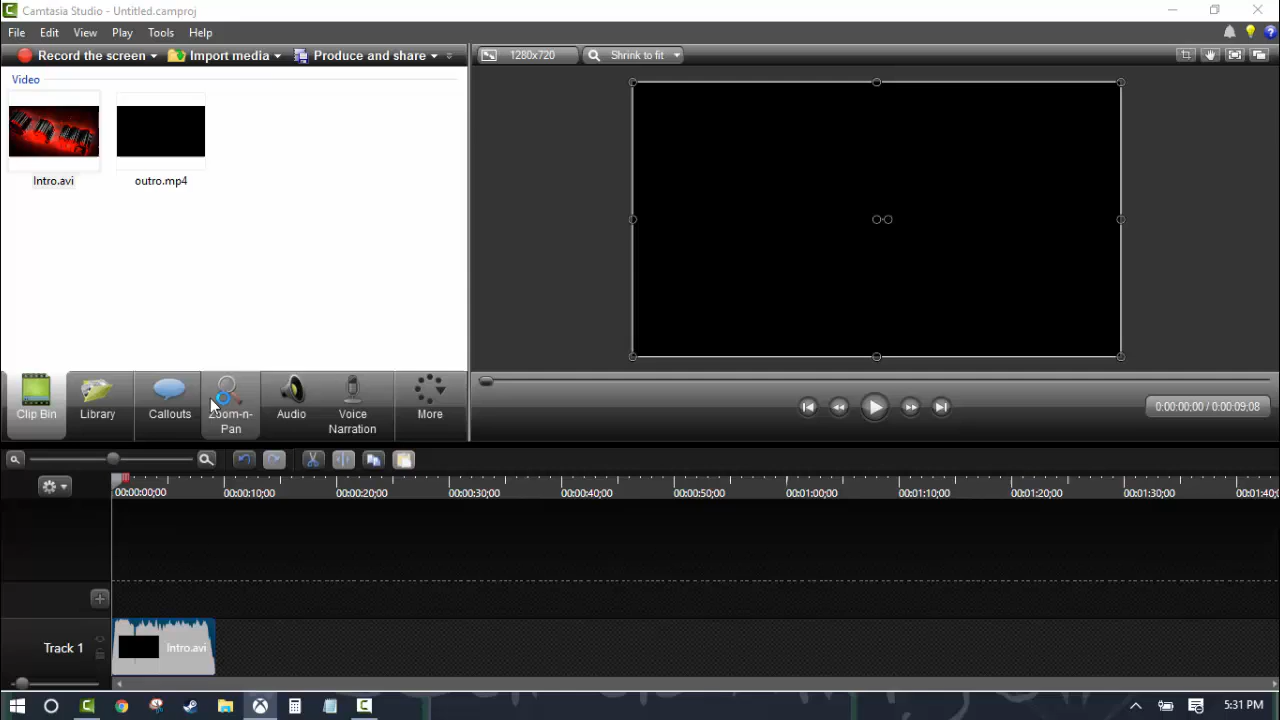 Camtasia Studio - Untitled.camproj
File Edit View Play Tools Help
Record the screen Import media Produce and share
1280x720 Shrink to fit
Video
Intro.avi outro.mp4
Clip Bin Library Callouts Zoom-n-Pan Audio Voice Narration More
0:00:00;00 / 0:00:09;08
00:00:00;00 00:00:10;00 00:00:20;00 00:00:30;00 00:00:40;00 00:00:50;00 00:01:00;00 00:01:10;00 00:01:20;00 00:01:30;00 00:01:40;
Track 1 Intro.avi
5:31 PM